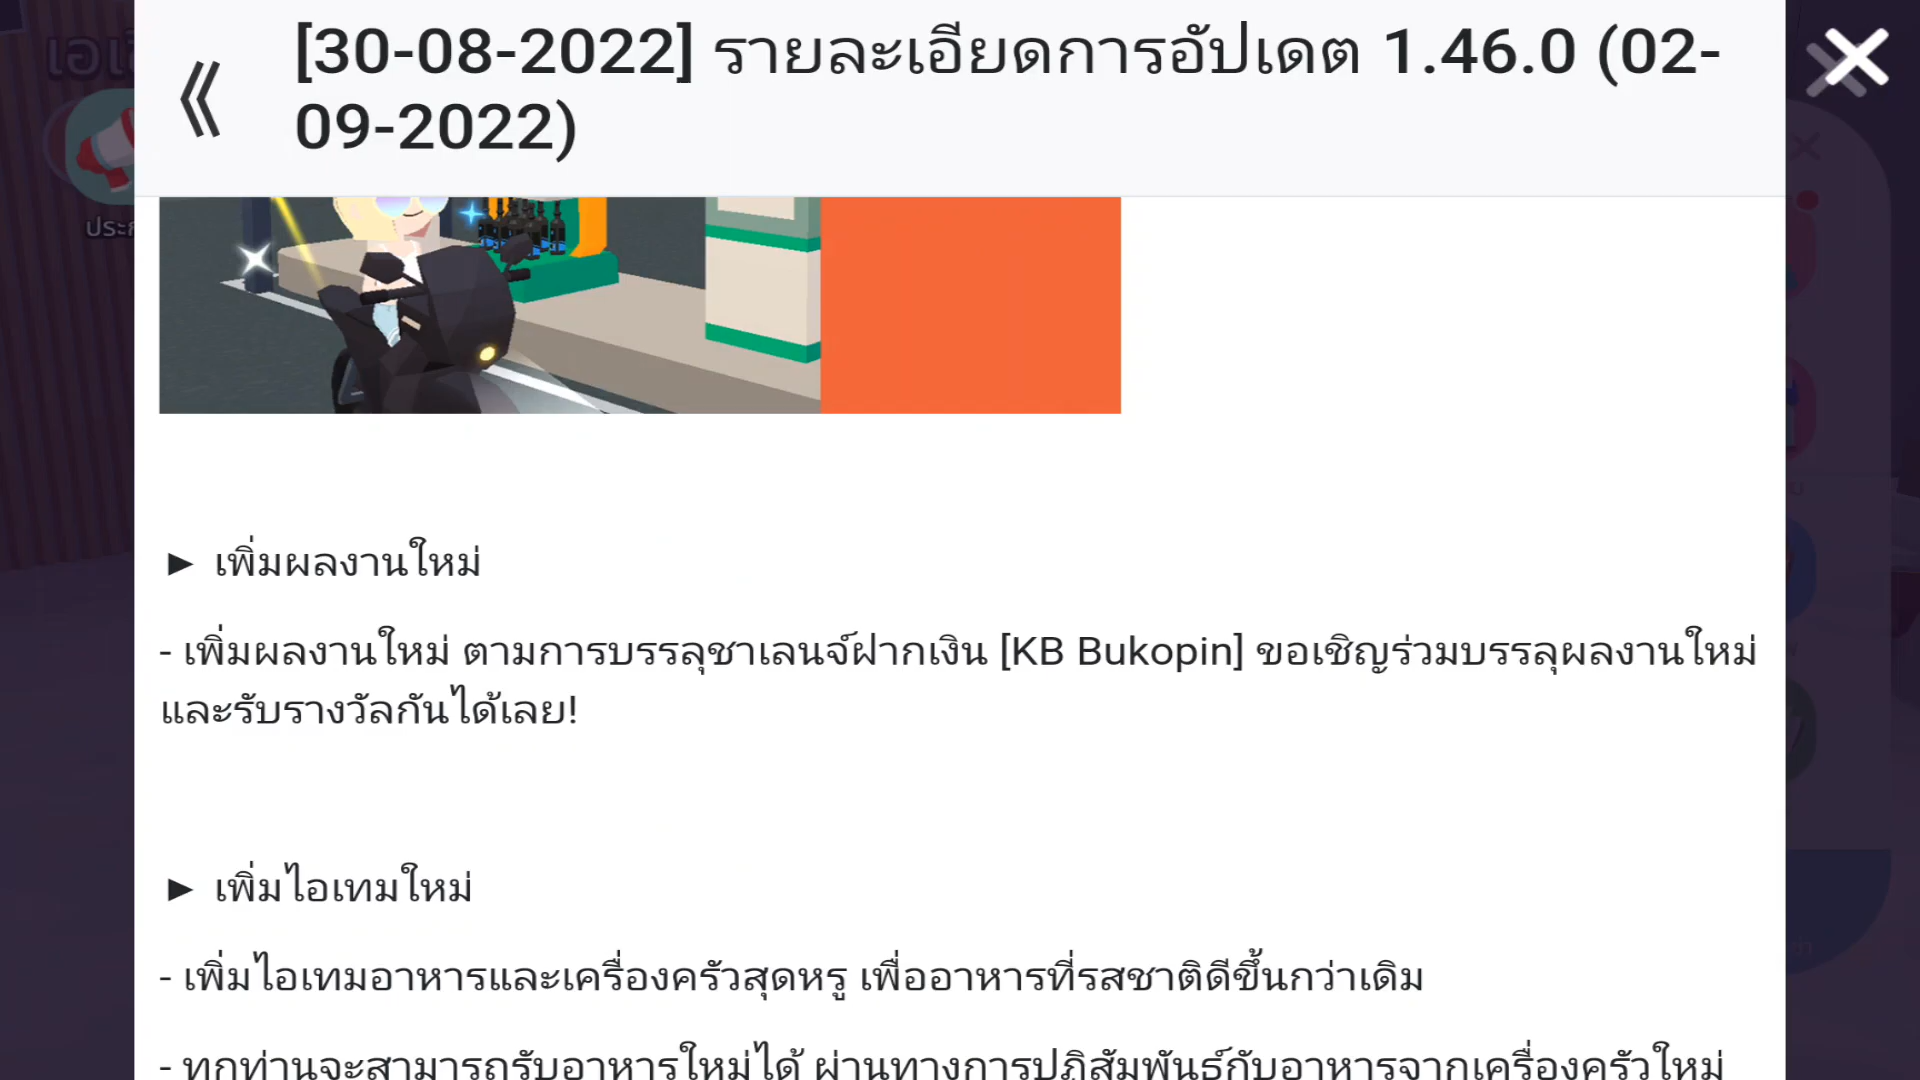 [30-08-2022] รายละเอียดการอัปเดต 1.46.0 (02-
09-2022)
► เพิ่มผลงานใหม่
- เพิ่มผลงานใหม่ ตามการบรรลุชาเลนจ์ฝากเงิน [KB Bukopin] ขอเชิญร่วมบรรลุผลงานใหม่
และรับรางวัลกันได้เลย!
► เพิ่มไอเทมใหม่
- เพิ่มไอเทมอาหารและเครื่องครัวสุดหรู เพื่ออาหารที่รสชาติดีขึ้นกว่าเดิม
- ทุกท่านจะสามารถรับอาหารใหม่ได้ ผ่านทางการปฏิสัมพันธ์กับอาหารจากเครื่องครัวใหม่